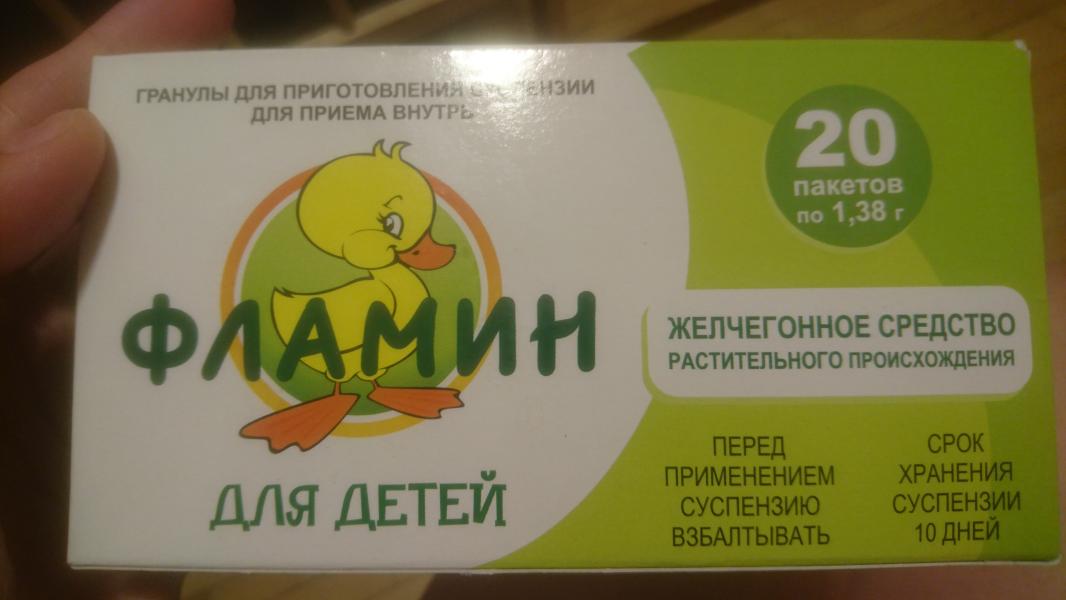 ГРАНУЛЫ ДЛЯ ПРИГОТОВЛЕНИЯ СУСПЕНЗИИ
ДЛЯ ПРИЕМА ВНУТРЬ
ФЛАМИН
ДЛЯ ДЕТЕЙ
20
пакетов
по 1,38 г
ЖЕЛЧЕГОННОЕ СРЕДСТВО
РАСТИТЕЛЬНОГО ПРОИСХОЖДЕНИЯ
ПЕРЕД
ПРИМЕНЕНИЕМ
СУСПЕНЗИЮ
ВЗБАЛТЫВАТЬ
СРОК
ХРАНЕНИЯ
СУСПЕНЗИИ
10 ДНЕЙ